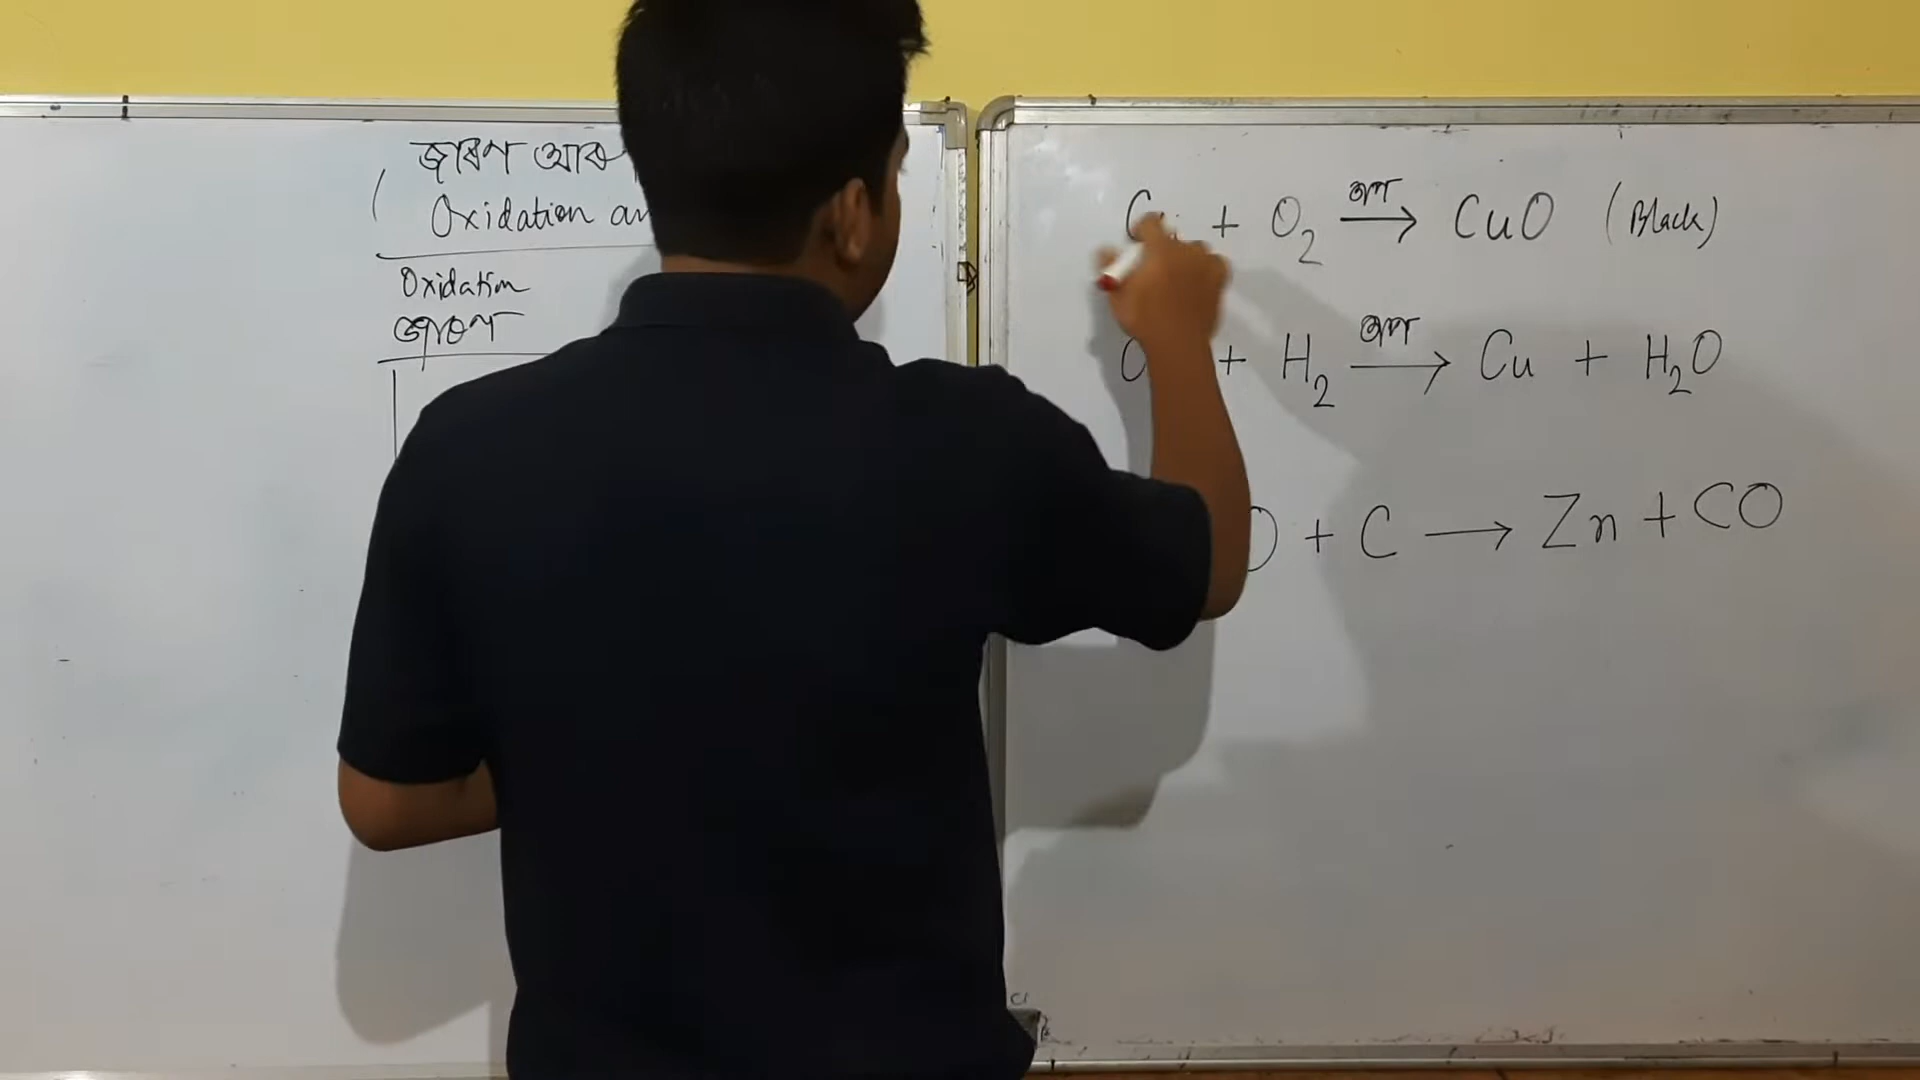 জাৰণ আৰু
( Oxidation an
Oxidation
জাৰণ
Cu + O₂ →(তাপ) CuO (Black)
+ H₂ →(তাপ) Cu + H₂O
O + C → Zn + CO